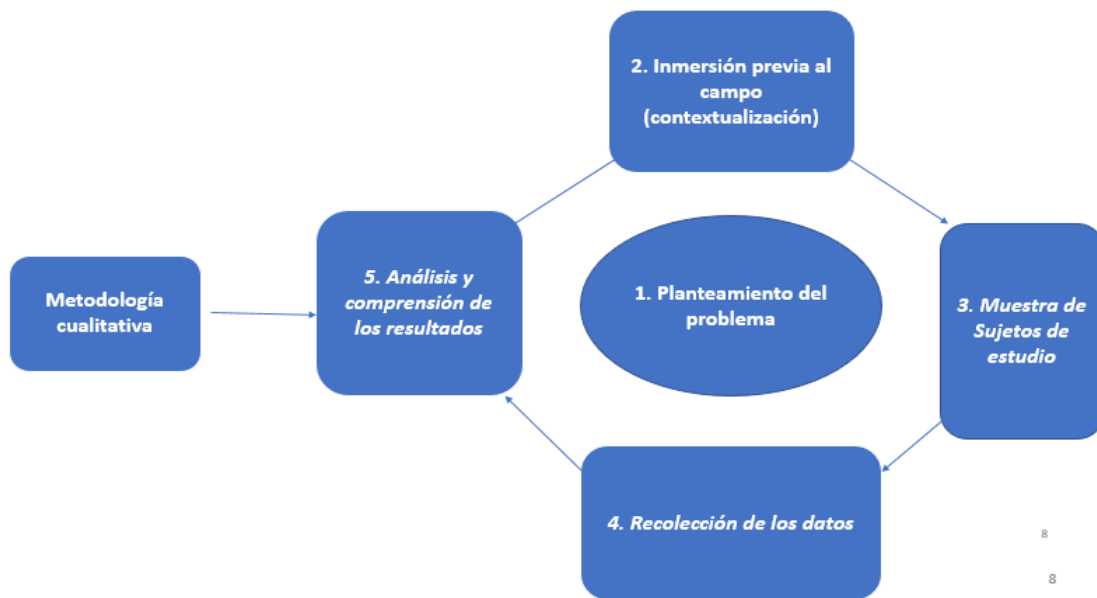 2. Inmersión previa al
campo
(contextualización)
5. Análisis y
comprensión de
los resultados
Metodología
cualitativa
1. Planteamiento del
problema
3. Muestra de
Sujetos de
estudio
4. Recolección de los datos
8
8